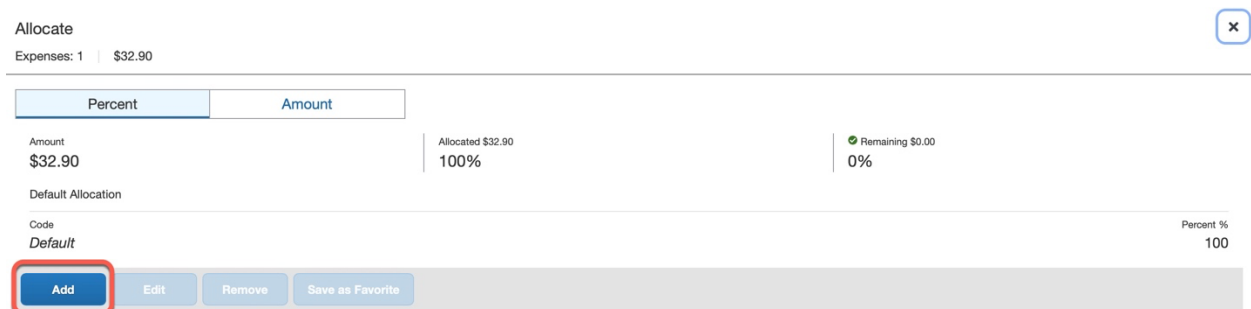 Allocate
Expenses: 1 $32.90
Percent Amount
Amount Allocated $32.90 Remaining $0.00
$32.90 100% 0%
Default Allocation
Code Percent %
Default 100
Add Edit Remove Save as Favorite